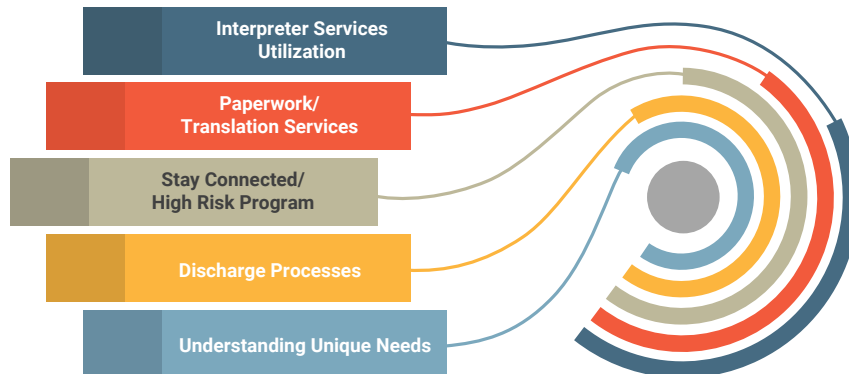 Interpreter Services
Utilization
Paperwork/
Translation Services
Stay Connected/
High Risk Program
Discharge Processes
Understanding Unique Needs